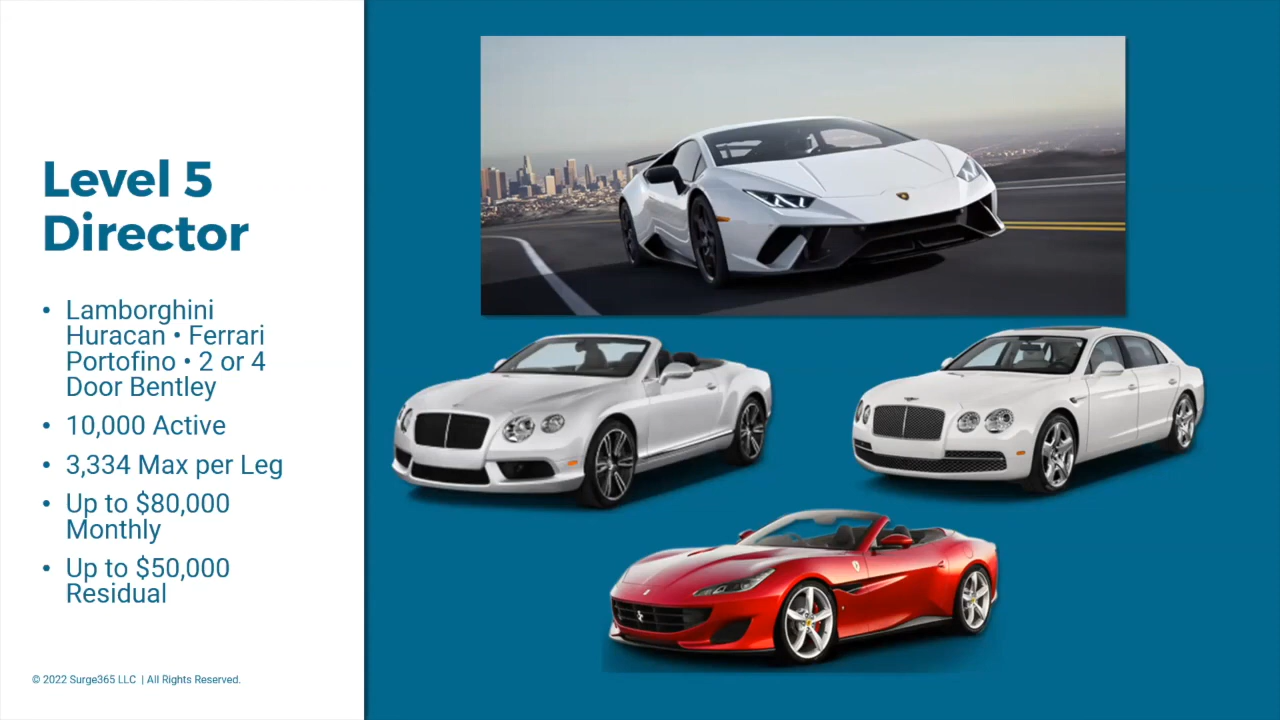 Level 5
Director
• Lamborghini
Huracan • Ferrari
Portofino • 2 or 4
Door Bentley
• 10,000 Active
• 3,334 Max per Leg
• Up to $80,000
Monthly
• Up to $50,000
Residual
© 2022 Surge365 LLC | All Rights Reserved.